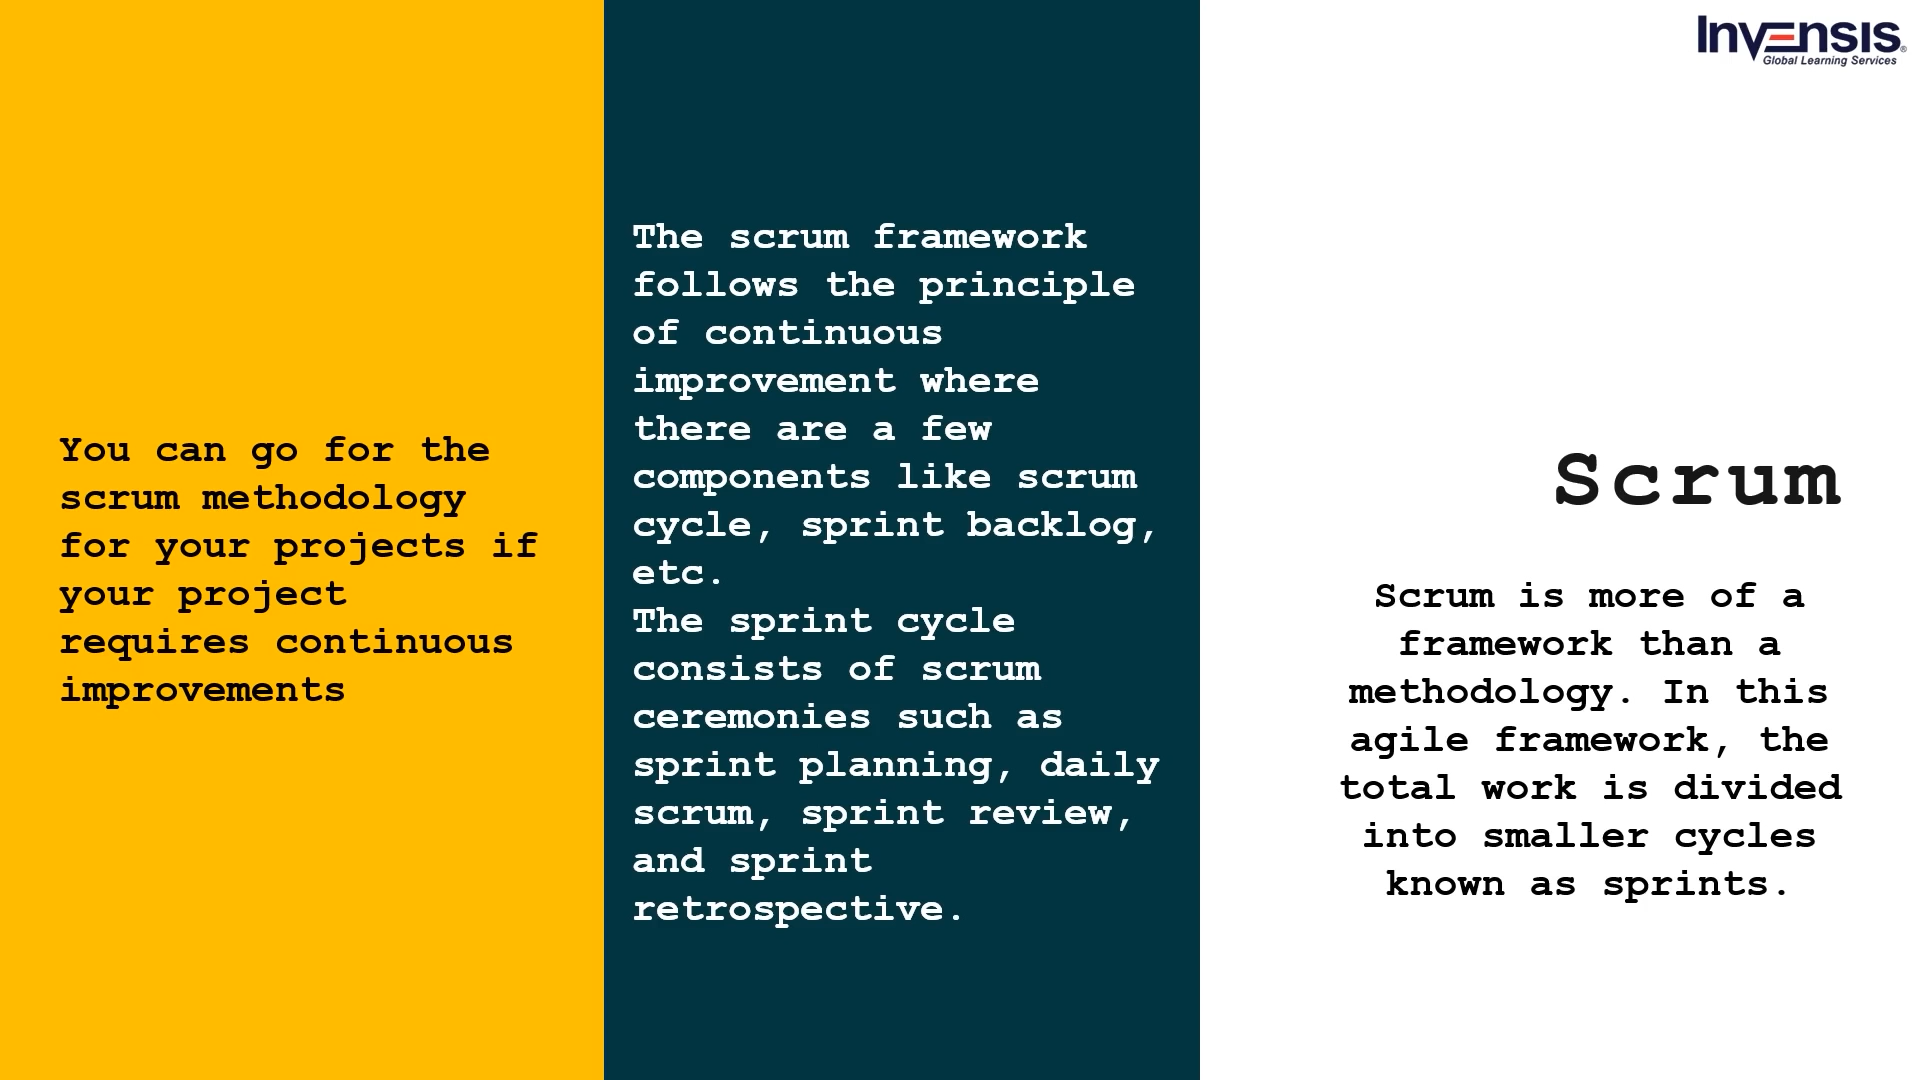 Invensis®
Global Learning Services
You can go for the
scrum methodology
for your projects if
your project
requires continuous
improvements
The scrum framework
follows the principle
of continuous
improvement where
there are a few
components like scrum
cycle, sprint backlog,
etc.
The sprint cycle
consists of scrum
ceremonies such as
sprint planning, daily
scrum, sprint review,
and sprint
retrospective.
Scrum
Scrum is more of a
framework than a
methodology. In this
agile framework, the
total work is divided
into smaller cycles
known as sprints.